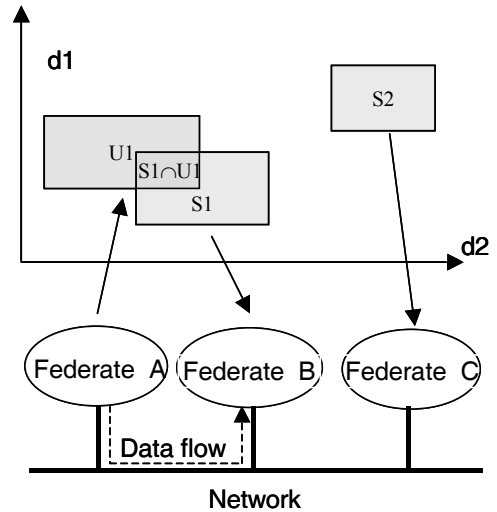 d1
S2
U1
S1∩U1
S1
d2
Federate A
Federate B
Federate C
Data flow
Network